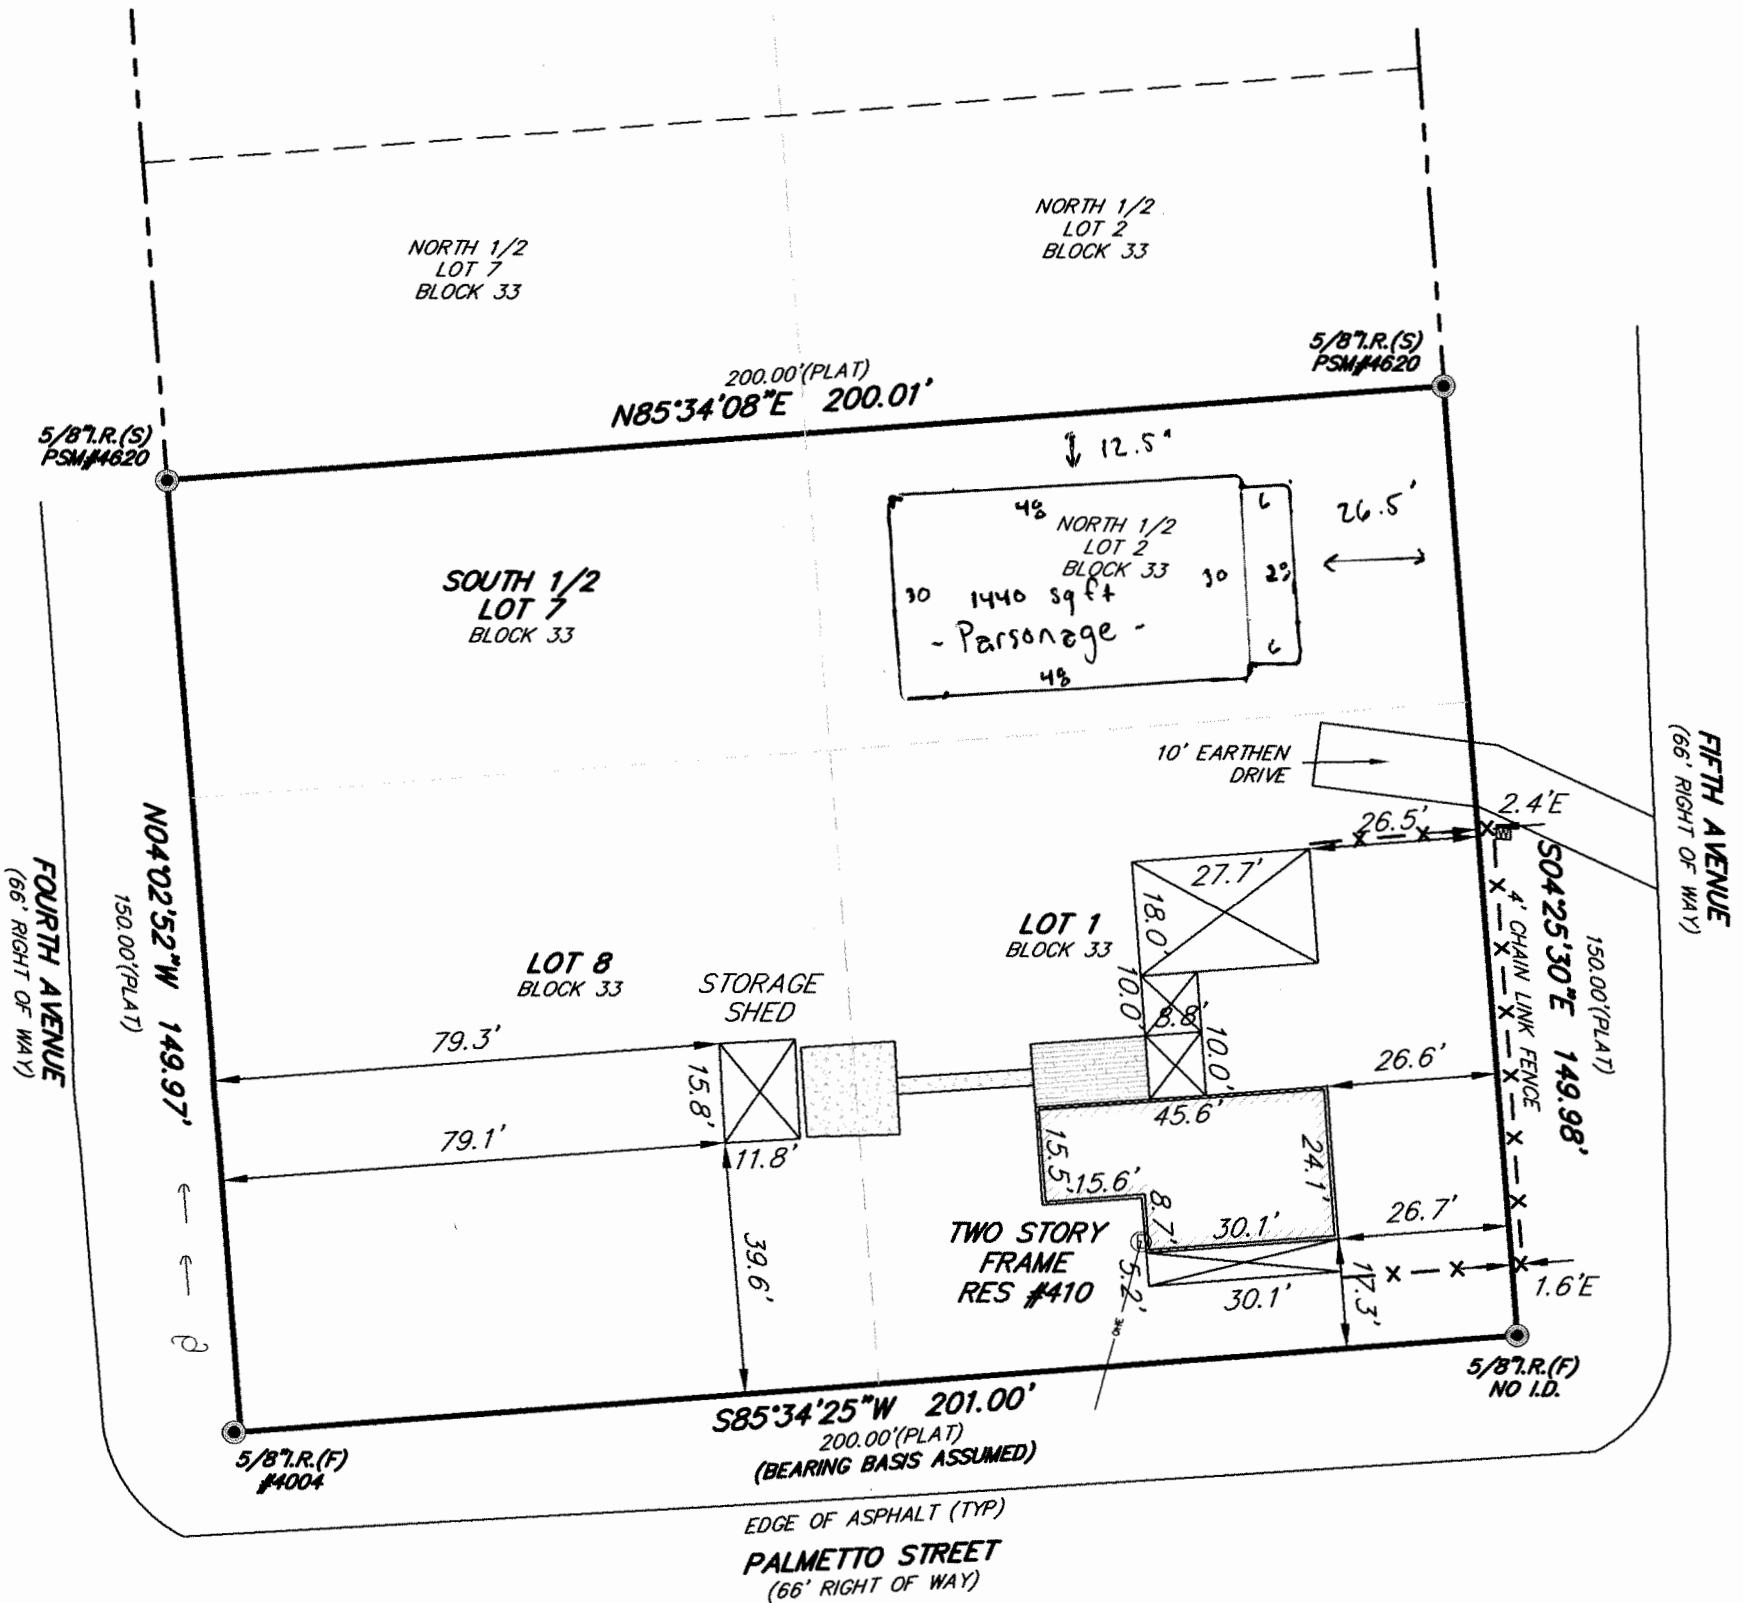 NORTH 1/2
LOT 7
BLOCK 33
NORTH 1/2
LOT 2
BLOCK 33
5/8"I.R.(S)
PSM#4620
200.00'(PLAT)
N85°34'08"E 200.01'
5/8"I.R.(S)
PSM#4620
12.5"
48
6
26.5'
NORTH 1/2
LOT 2
BLOCK 33
30
30
28
1440 sqft
- Parsonage -
6
48
SOUTH 1/2
LOT 7
BLOCK 33
10' EARTHEN
DRIVE
FIFTH AVENUE
(66' RIGHT OF WAY)
2.4'E
26.5'
W
27.7'
18.0'
LOT 1
BLOCK 33
S04°25'30"E 149.98'
150.00'(PLAT)
4' CHAIN LINK FENCE
N04°02'52"W 149.97'
150.00'(PLAT)
FOURTH AVENUE
(66' RIGHT OF WAY)
LOT 8
BLOCK 33
STORAGE
SHED
10.0'
8.8'
10.0'
79.3'
15.8'
26.6'
45.6'
79.1'
11.8'
15.5'
15.6'
24.1'
8.7'
30.1'
26.7'
TWO STORY
FRAME
RES #410
39.6'
5.2'
OHE
30.1'
17.3'
1.6'E
5/8"I.R.(F)
NO I.D.
S85°34'25"W 201.00'
200.00'(PLAT)
(BEARING BASIS ASSUMED)
5/8"I.R.(F)
#4004
EDGE OF ASPHALT (TYP)
PALMETTO STREET
(66' RIGHT OF WAY)